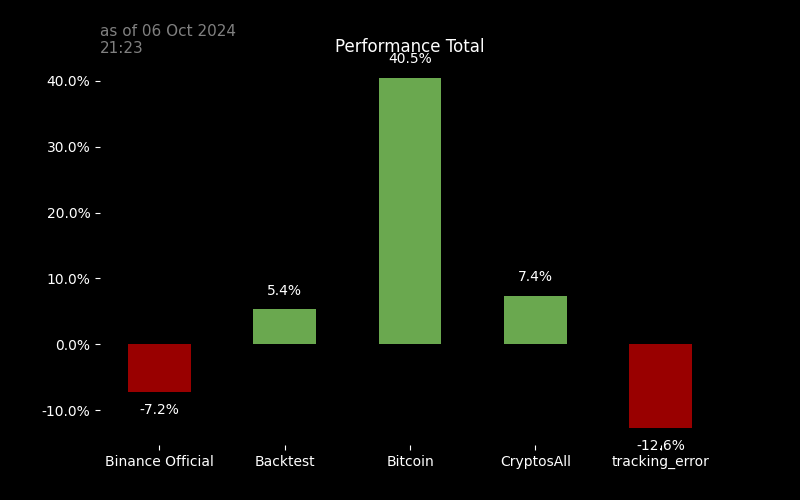 as of 06 Oct 2024
21:23
Performance Total
40.5%
40.0%
30.0%
20.0%
10.0%
7.4%
5.4%
0.0%
-10.0%
-7.2%
-12.6%
Binance Official
Backtest
Bitcoin
CryptosAll
tracking_error